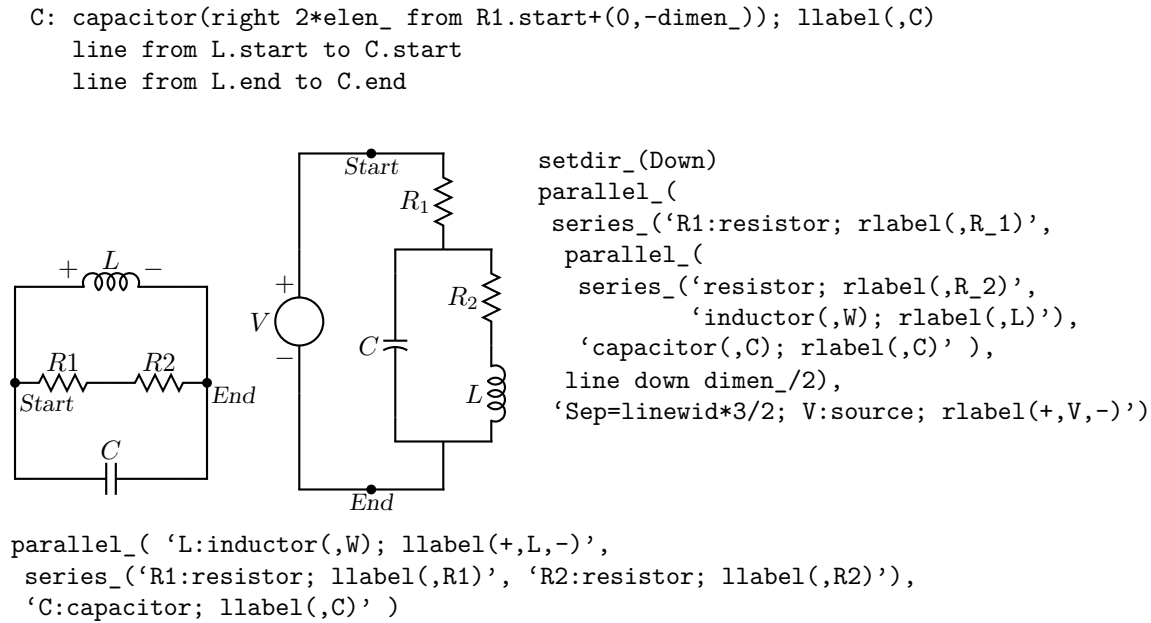 C: capacitor(right 2*elen_ from R1.start+(0,-dimen_)); llabel(,C)
line from L.start to C.start
line from L.end to C.end
+ L −
R1 R2
Start End
C
Start
R1
+
V
−
R2
C
L
End
setdir_(Down)
parallel_(
series_(‘R1:resistor; rlabel(,R_1)’,
parallel_(
series_(‘resistor; rlabel(,R_2)’,
‘inductor(,W); rlabel(,L)’),
‘capacitor(,C); rlabel(,C)’ ),
line down dimen_/2),
‘Sep=linewid*3/2; V:source; rlabel(+,V,-)’)
parallel_( ‘L:inductor(,W); llabel(+,L,-)’,
series_(‘R1:resistor; llabel(,R1)’, ‘R2:resistor; llabel(,R2)’),
‘C:capacitor; llabel(,C)’ )